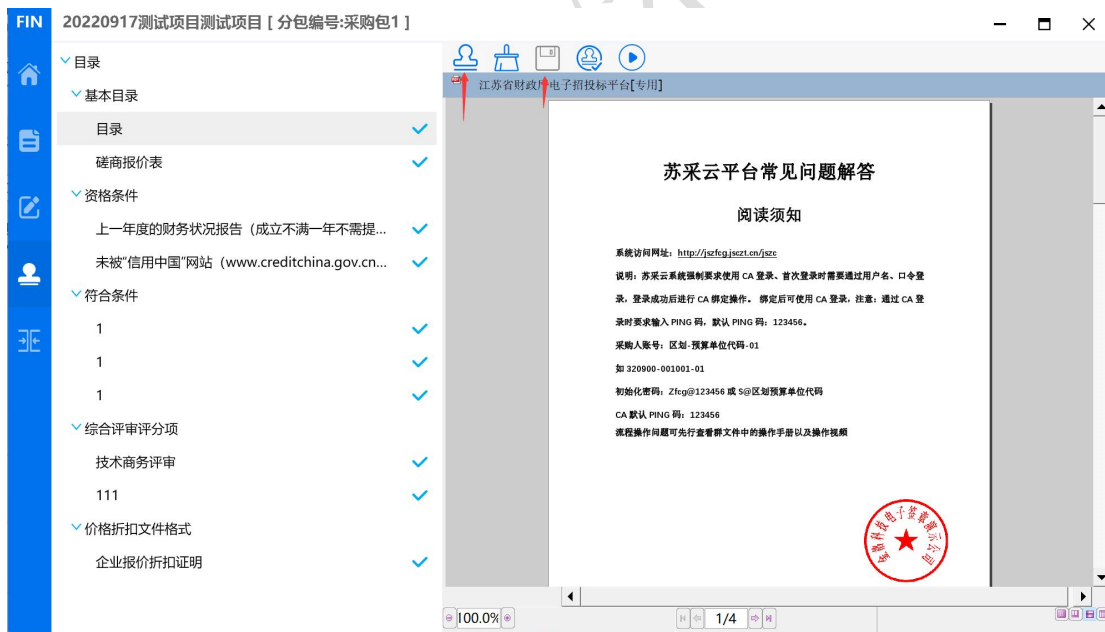 FIN
20220917测试项目测试项目 [ 分包编号:采购包1 ]
目录
基本目录
目录
磋商报价表
资格条件
上一年度的财务状况报告（成立不满一年不需提...
未被"信用中国"网站（www.creditchina.gov.cn...
符合条件
1
1
1
综合评审评分项
技术商务评审
111
价格折扣文件格式
企业报价折扣证明
江苏省财政厅电子招投标平台[专用]
苏采云平台常见问题解答
阅读须知
系统访问网址：http://jszfcg.jsczt.cn/jszc
说明：苏采云系统强制要求使用 CA 登录、首次登录时需要通过用户名、口令登
录，登录成功后进行 CA 绑定操作。 绑定后可使用 CA 登录，注意：通过 CA 登
录时要求输入 PING 码，默认 PING 码：123456。
采购人账号：区划-预算单位代码-01
如 320900-001001-01
初始化密码：Zfcg@123456 或 S@区划预算单位代码
CA 默认 PING 码：123456
流程操作问题可先行查看群文件中的操作手册以及操作视频
金格科技电子签章演示公司
100.0%
1/4